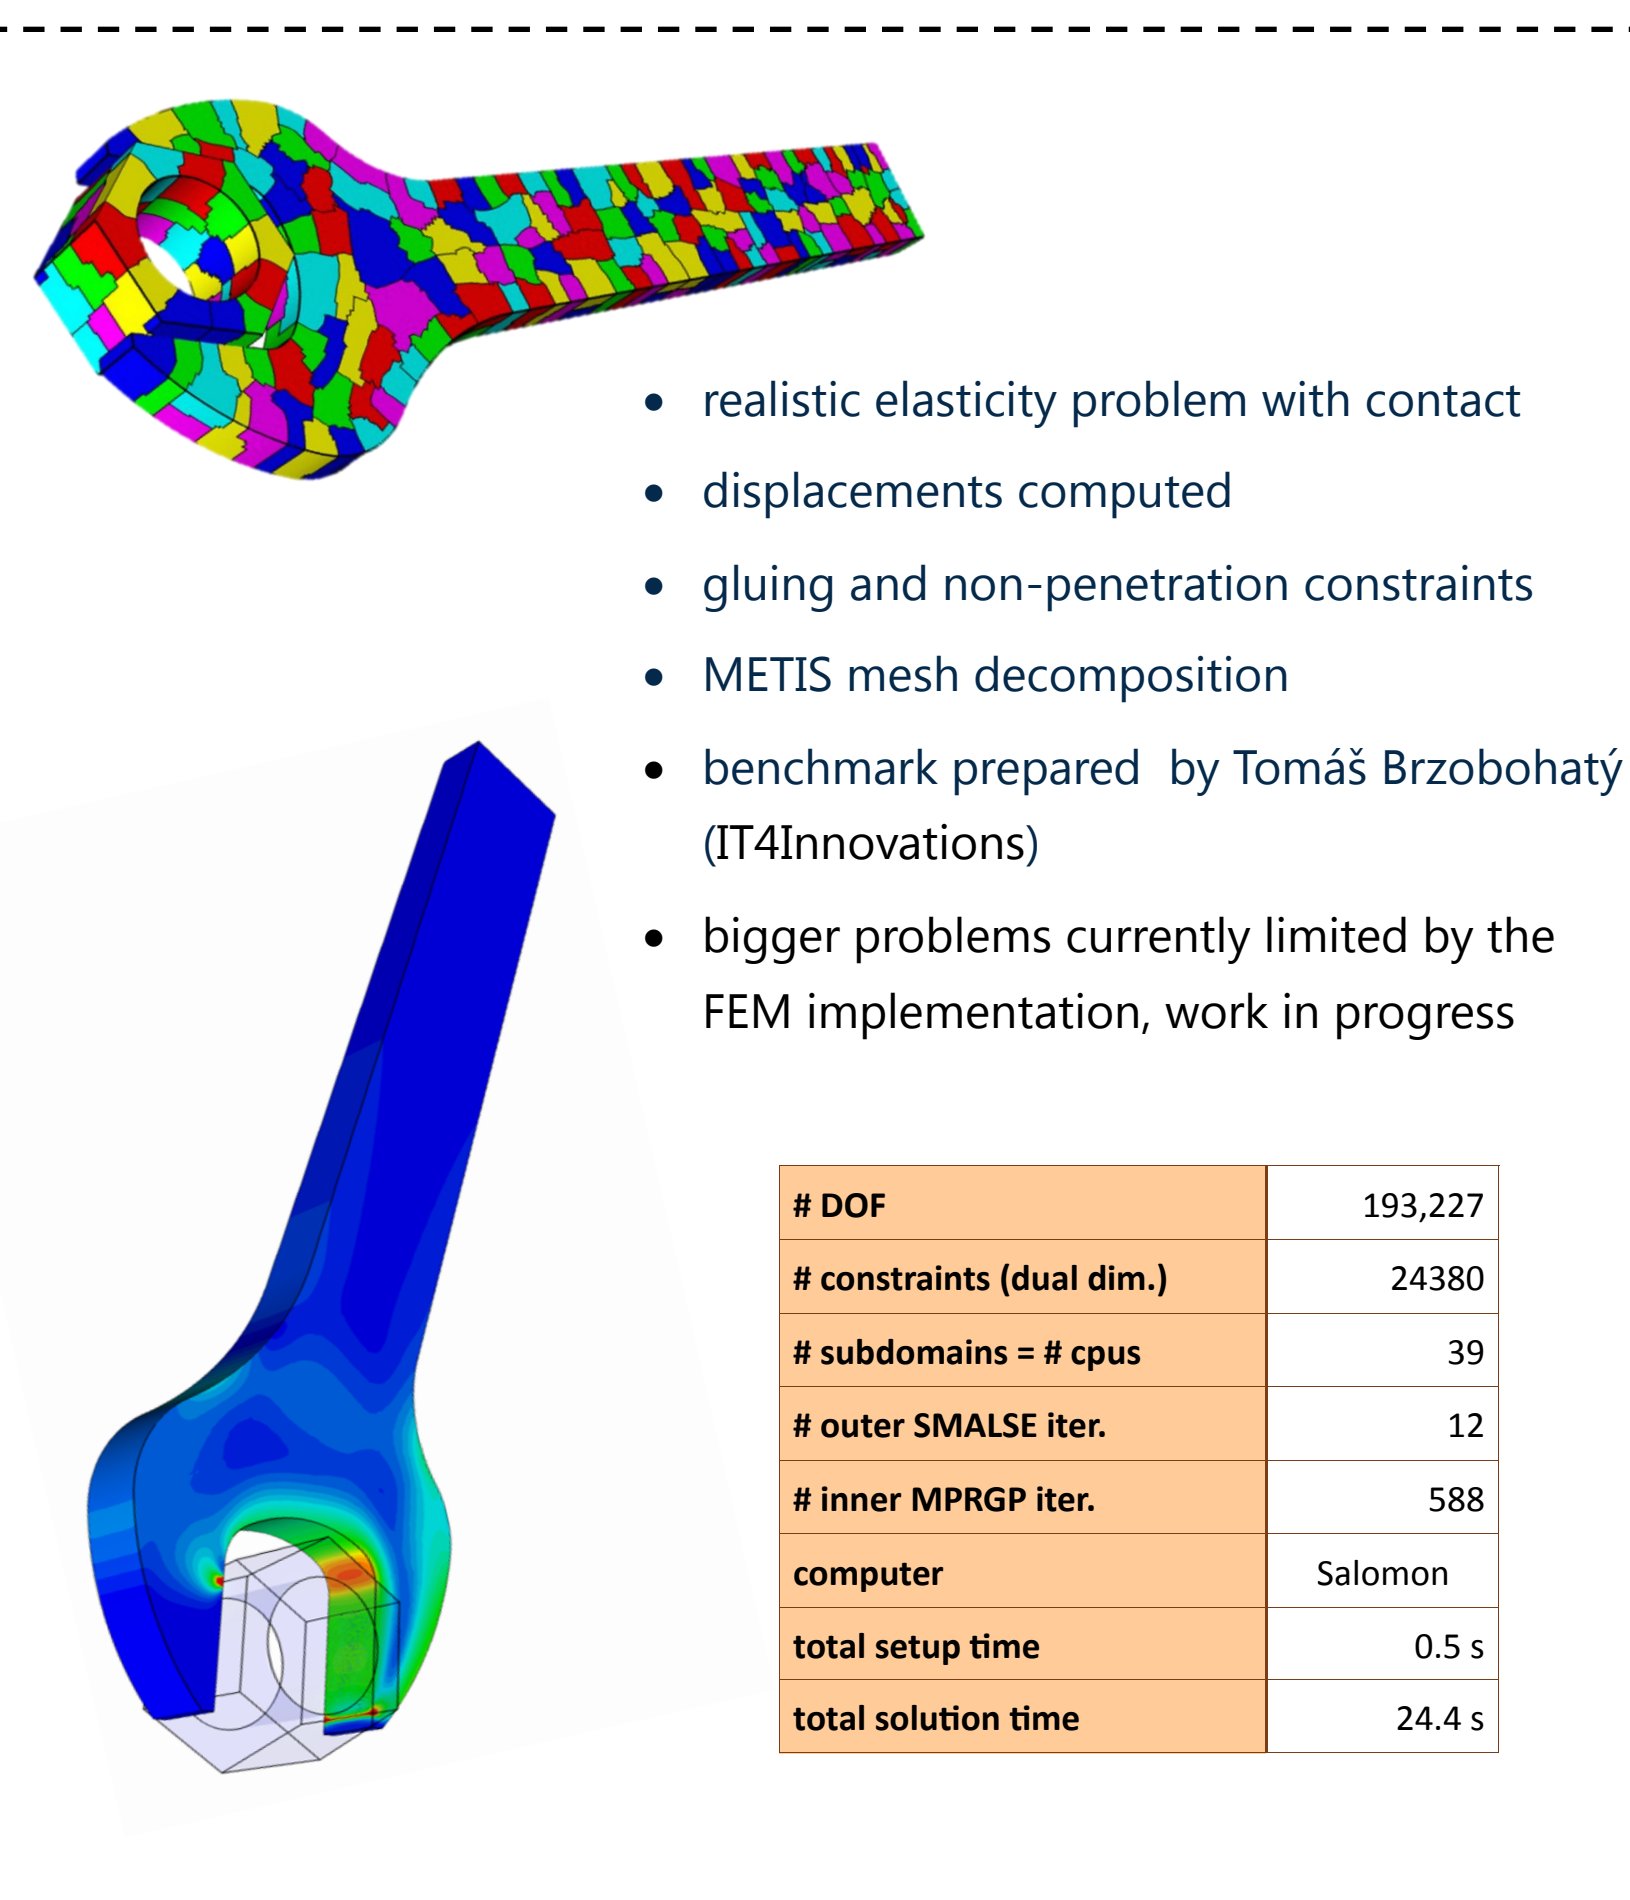 • realistic elasticity problem with contact
• displacements computed
• gluing and non-penetration constraints
• METIS mesh decomposition
• benchmark prepared  by Tomáš Brzobohatý
(IT4Innovations)
• bigger problems currently limited by the
FEM implementation, work in progress
# DOF 193,227
# constraints (dual dim.) 24380
# subdomains = # cpus 39
# outer SMALSE iter. 12
# inner MPRGP iter. 588
computer Salomon
total setup time 0.5 s
total solution time 24.4 s